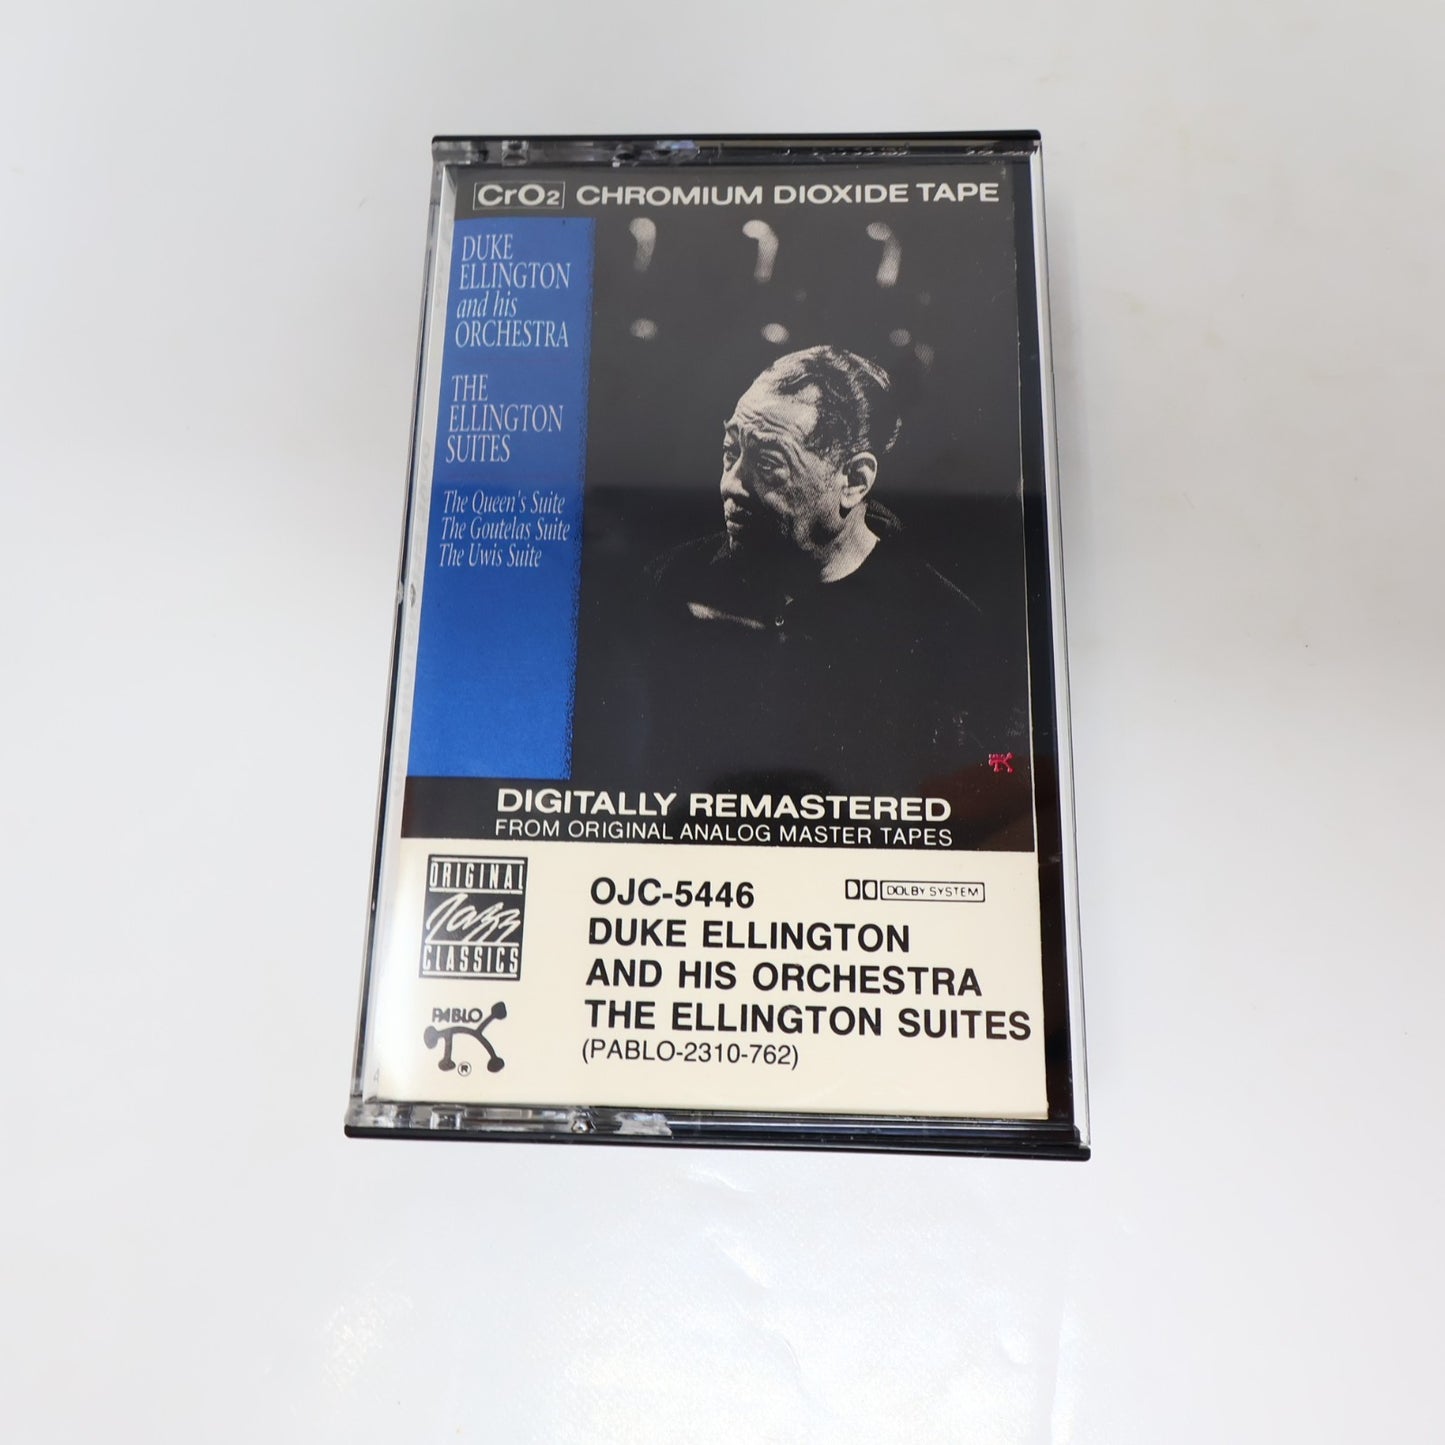 CrO2 CHROMIUM DIOXIDE TAPE
DUKE
ELLINGTON
and his
ORCHESTRA
THE
ELLINGTON
SUITES
The Queen's Suite
The Goutelas Suite
The Uwis Suite
DIGITALLY REMASTERED
FROM ORIGINAL ANALOG MASTER TAPES
ORIGINAL
Jazz
CLASSICS
PABLO
®
OJC-5446
DOLBY SYSTEM
DUKE ELLINGTON
AND HIS ORCHESTRA
THE ELLINGTON SUITES
(PABLO-2310-762)